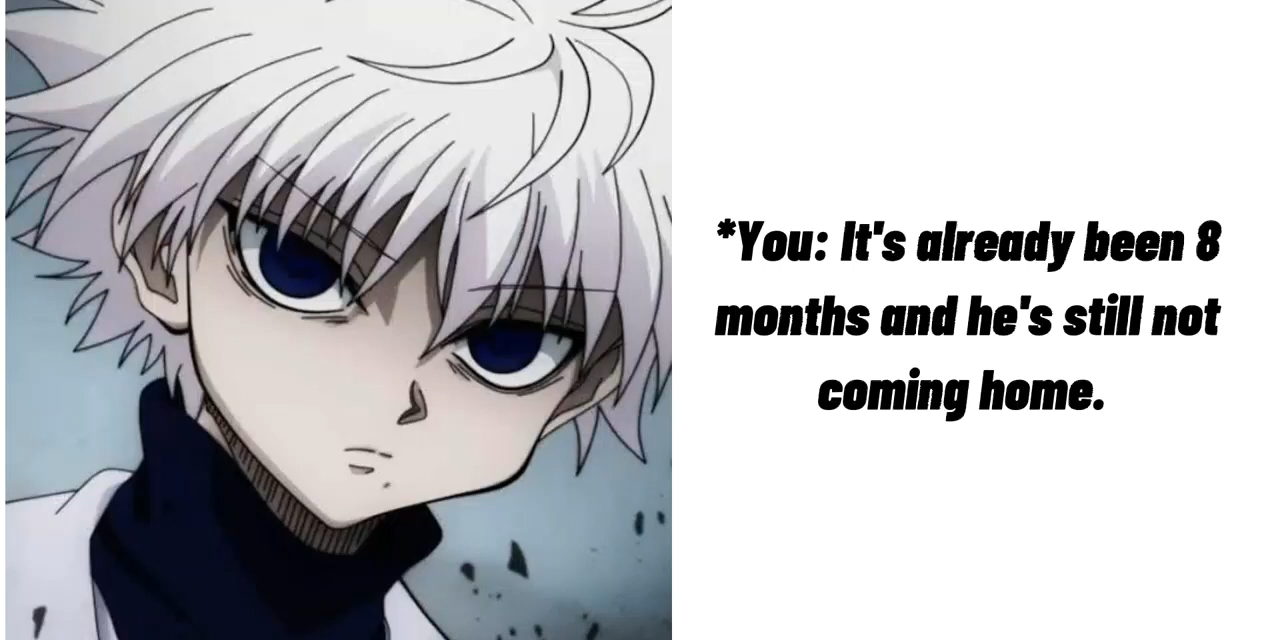 *You: It's already been 8
months and he's still not
coming home.